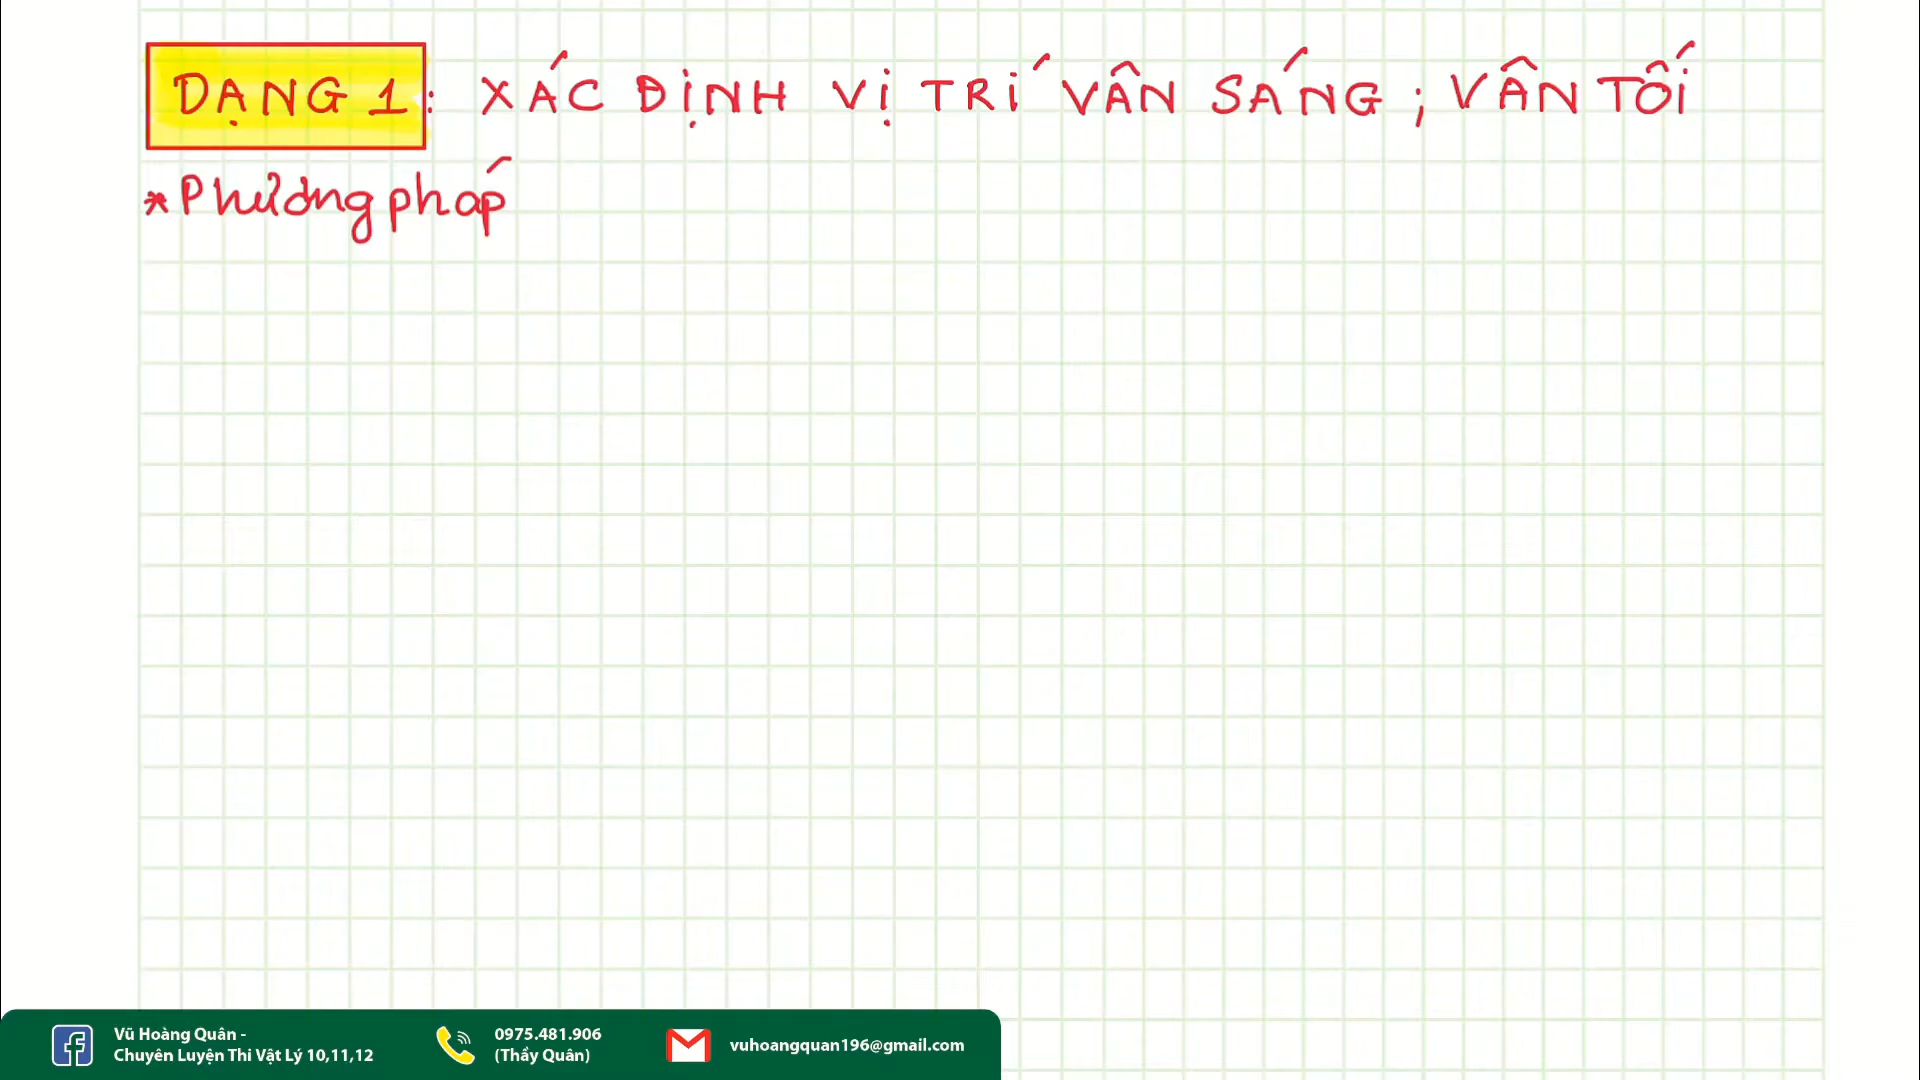 DẠNG 1: XÁC ĐỊNH VỊ TRÍ VÂN SÁNG; VÂN TỐI
* Phương pháp
Vũ Hoàng Quân -
Chuyên Luyện Thi Vật Lý 10,11,12
0975.481.906
(Thầy Quân)
vuhoangquan196@gmail.com